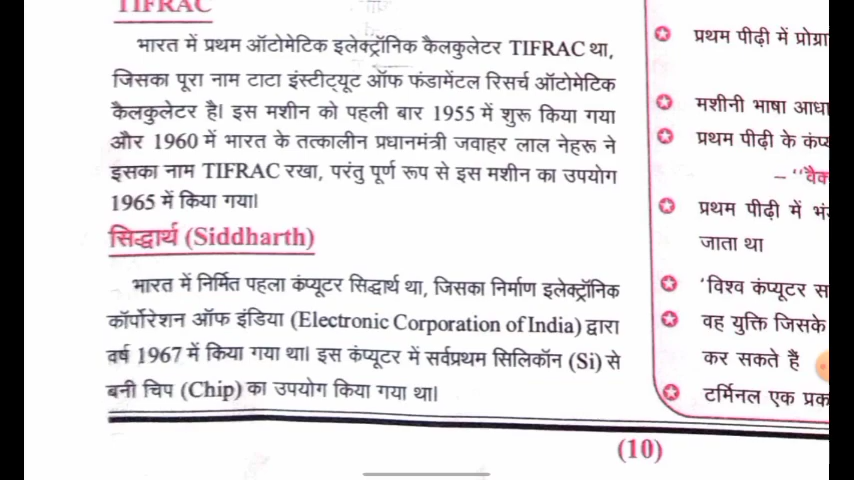 TIFRAC
भारत में प्रथम ऑटोमेटिक इलेक्ट्रॉनिक कैलकुलेटर TIFRAC था,
जिसका पूरा नाम टाटा इंस्टीट्यूट ऑफ फंडामेंटल रिसर्च ऑटोमेटिक
कैलकुलेटर है। इस मशीन को पहली बार 1955 में शुरू किया गया
और 1960 में भारत के तत्कालीन प्रधानमंत्री जवाहर लाल नेहरू ने
इसका नाम TIFRAC रखा, परंतु पूर्ण रूप से इस मशीन का उपयोग
1965 में किया गया।
सिद्धार्थ (Siddharth)
भारत में निर्मित पहला कंप्यूटर सिद्धार्थ था, जिसका निर्माण इलेक्ट्रॉनिक
कॉर्पोरेशन ऑफ इंडिया (Electronic Corporation of India) द्वारा
वर्ष 1967 में किया गया था। इस कंप्यूटर में सर्वप्रथम सिलिकॉन (Si) से
बनी चिप (Chip) का उपयोग किया गया था।
प्रथम पीढ़ी में
मशीनी भाषा
प्रथम पीढ़ी के
प्रथम पीढ़ी में
जाता था
'विश्व कंप्यूटर
वह युक्ति जिसके
कर सकते हैं
टर्मिनल एक
(10)